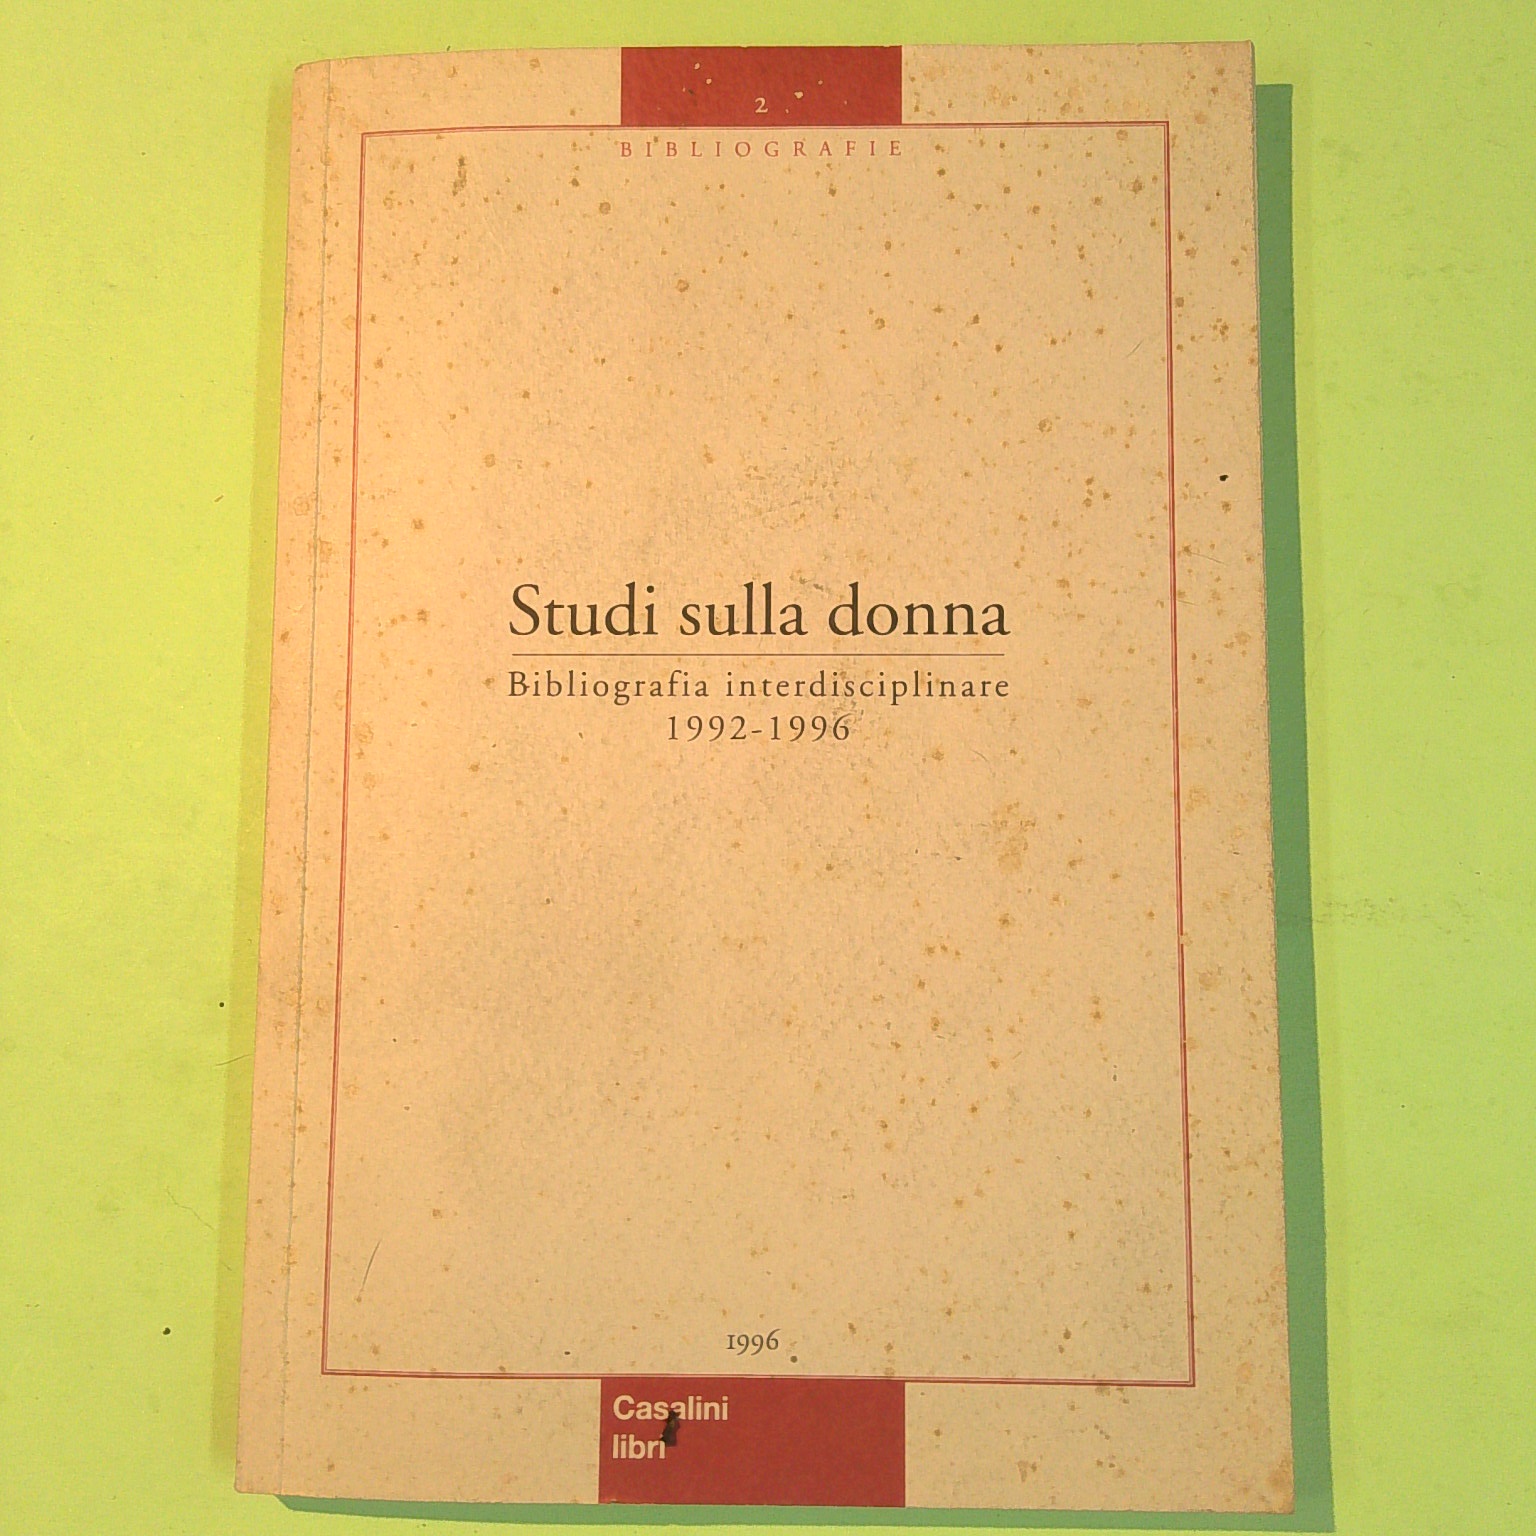 2
BIBLIOGRAFIE
Studi sulla donna
Bibliografia interdisciplinare
1992-1996
1996
Casalini
libri